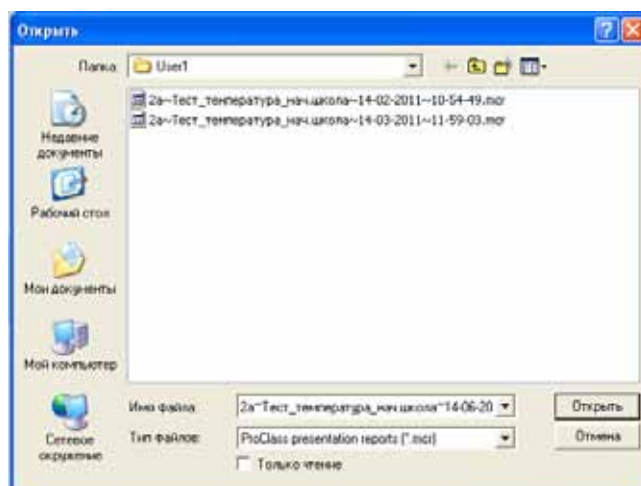 Открыть
Папка: User1
2а~Тест_температура_нач.школа~14-02-2011~10-54-49.mcr
2а~Тест_температура_нач.школа~14-03-2011~11-59-03.mcr
Недавние
документы
Рабочий стол
Мои документы
Мой компьютер
Сетевое
окружение
Имя файла: 2а~Тест_температура_нач.школа~14-06-20 Открыть
Тип файлов: ProClass presentation reports (*.mcr) Отмена
Только чтение